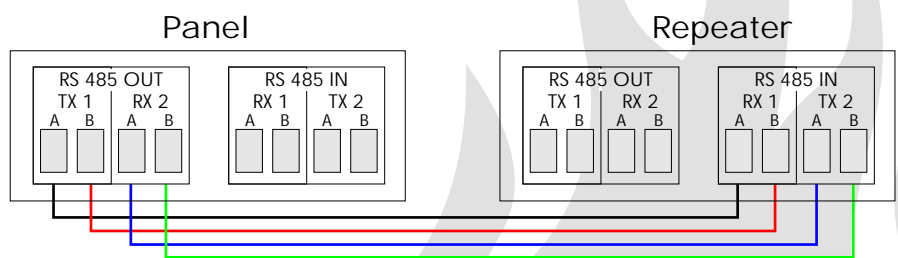 Panel
Repeater
RS 485 OUT
TX 1 RX 2
A B A B
RS 485 IN
RX 1 TX 2
A B A B
RS 485 OUT
TX 1 RX 2
A B A B
RS 485 IN
RX 1 TX 2
A B A B